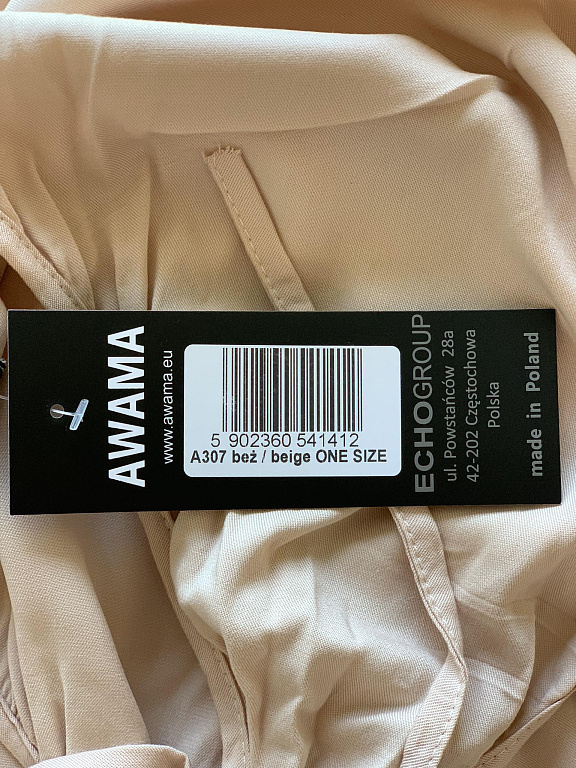 AWAMA
www.awama.eu
5 902360 541412
A307 beż / beige ONE SIZE
ECHOGROUP
ul. Powstańców 28a
42-202 Częstochowa
Polska
made in Poland